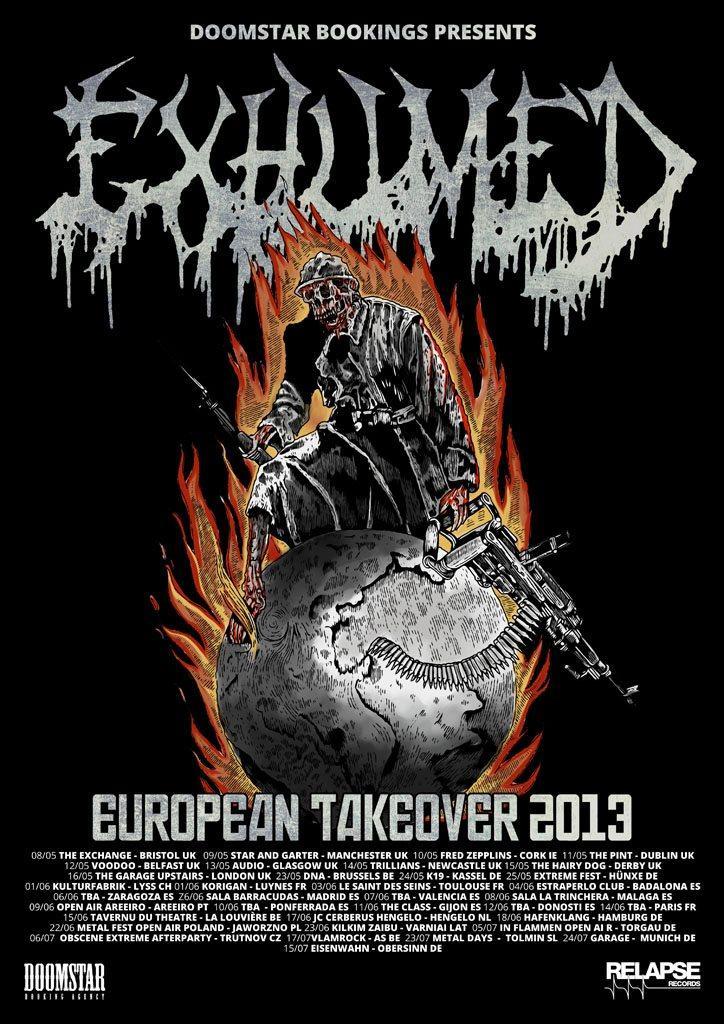 DOOMSTAR BOOKINGS PRESENTS
EXHUMED
EUROPEAN TAKEOVER 2013
08/05 THE EXCHANGE - BRISTOL UK 09/05 STAR AND GARTER - MANCHESTER UK 10/05 FRED ZEPPLINS - CORK IE 11/05 THE PINT - DUBLIN UK
12/05 VOODOO - BELFAST UK 13/05 AUDIO - GLASGOW UK 14/05 TRILLIANS - NEWCASTLE UK 15/05 THE HAIRY DOG - DERBY UK
16/05 THE GARAGE UPSTAIRS - LONDON UK 23/05 DNA - BRUSSELS BE 24/05 K19 - KASSEL DE 25/05 EXTREME FEST - HÜNXE DE
01/06 KULTURFABRIK - LYSS CH 01/06 KORIGAN - LUYNES FR 03/06 LE SAINT DES SEINS - TOULOUSE FR 04/06 ESTRAPERLO CLUB - BADALONA ES
06/06 TBA - ZARAGOZA ES Z6/06 SALA BARRACUDAS - MADRID ES 07/06 TBA - VALENCIA ES 08/06 SALA LA TRINCHERA - MALAGA ES
09/06 OPEN AIR AREEIRO - AREEIRO PT 10/06 TBA - PONFERRADA ES 11/06 THE CLASS - GIJON ES 12/06 TBA - DONOSTI ES 14/06 TBA - PARIS FR
15/06 TAVERNU DU THEATRE - LA LOUVIÈRE BE 17/06 JC CERBERUS HENGELO - HENGELO NL 18/06 HAFENKLANG - HAMBURG DE
22/06 METAL FEST OPEN AIR POLAND - JAWORZNO PL 23/06 KILKIM ZAIBU - VARNIAI LAT 05/07 IN FLAMMEN OPEN AI R - TORGAU DE
06/07 OBSCENE EXTREME AFTERPARTY - TRUTNOV CZ 17/07 VLAMROCK - AS BE 23/07 METAL DAYS - TOLMIN SL 24/07 GARAGE - MUNICH DE
15/07 EISENWAHN - OBERSINN DE
DOOMSTAR
BOOKING AGENCY
RELAPSE
RECORDS